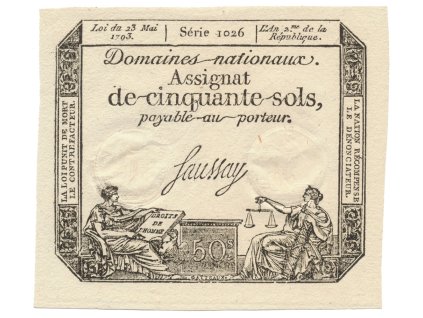 Loi du 23 Mai
1793.
Série 1026
L'An 2.me de la
République.
Domaines nationaux.
Assignat
de cinquante sols,
payable au porteur.
LA LOI PUNIT DE MORT
LE CONTREFACTEUR.
LA NATION RÉCOMPENSE
LE DÉNONCIATEUR.
Saussay
DROITS
DE
L'HOMME
50s